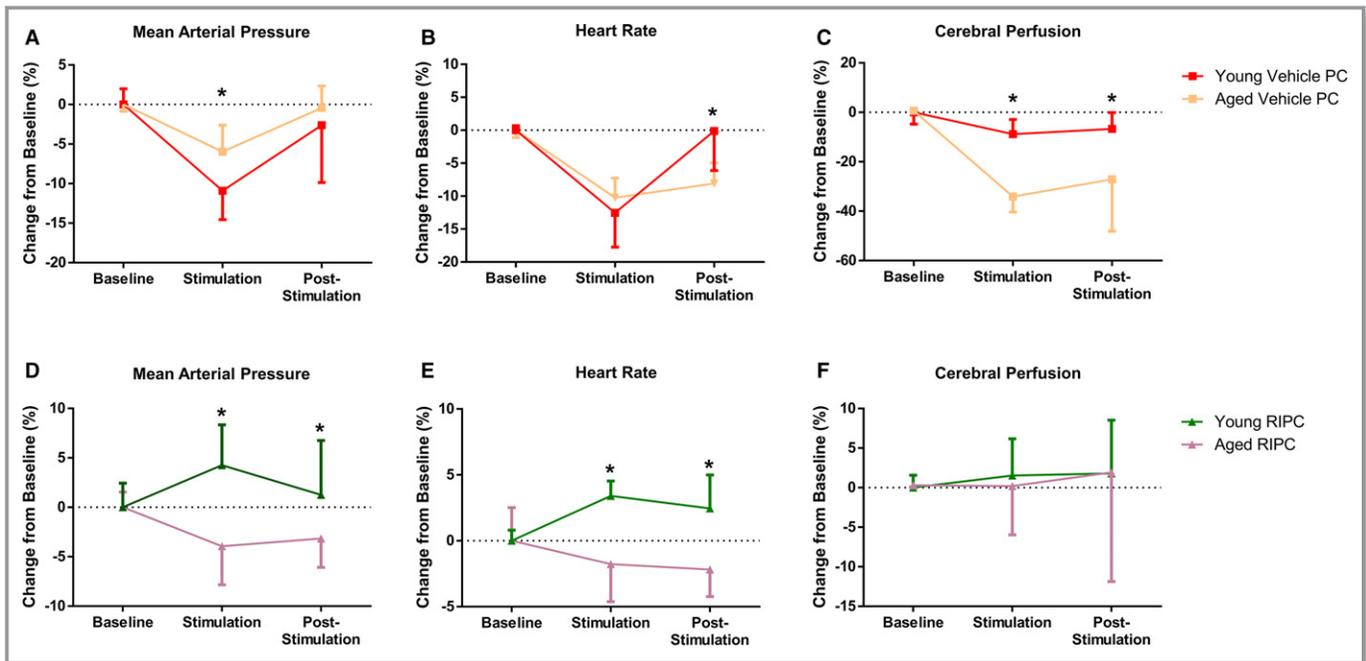 A
Mean Arterial Pressure
Change from Baseline (%)
5
0
-5
-10
-15
-20
*
Baseline
Stimulation
Post-
Stimulation
B
Heart Rate
Change from Baseline (%)
10
5
0
-5
-10
-15
-20
*
Baseline
Stimulation
Post-
Stimulation
C
Cerebral Perfusion
Change from Baseline (%)
20
0
-20
-40
-60
*
*
Baseline
Stimulation
Post-
Stimulation
Young Vehicle PC
Aged Vehicle PC
D
Mean Arterial Pressure
Change from Baseline (%)
10
5
0
-5
-10
*
*
Baseline
Stimulation
Post-
Stimulation
E
Heart Rate
Change from Baseline (%)
10
5
0
-5
*
*
Baseline
Stimulation
Post-
Stimulation
F
Cerebral Perfusion
Change from Baseline (%)
10
5
0
-5
-10
-15
Baseline
Stimulation
Post-
Stimulation
Young RIPC
Aged RIPC